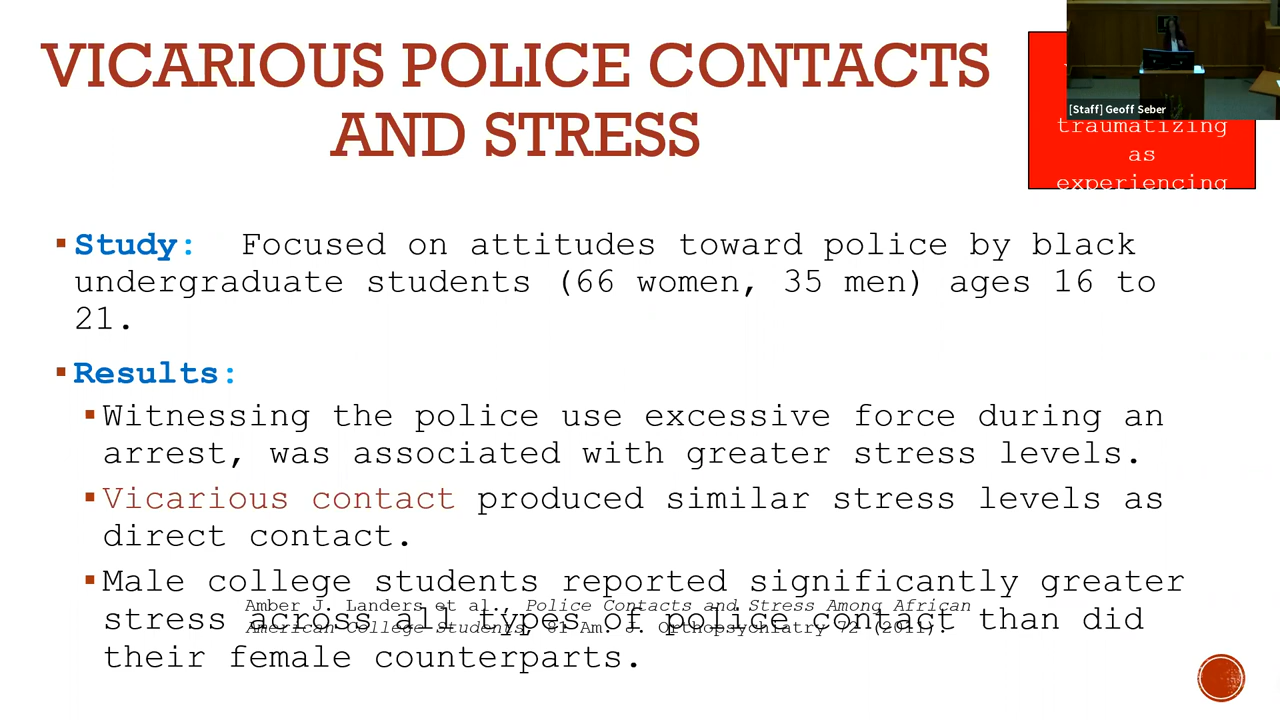 VICARIOUS POLICE CONTACTS
AND STRESS
[Staff] Geoff Seber
traumatizing
as
experiencing
▪Study: Focused on attitudes toward police by black
undergraduate students (66 women, 35 men) ages 16 to
21.
▪Results:
▪Witnessing the police use excessive force during an
arrest, was associated with greater stress levels.
▪Vicarious contact produced similar stress levels as
direct contact.
▪Male college students reported significantly greater
stress across all types of police contact than did
their female counterparts.
Amber J. Landers et al., Police Contacts and Stress Among African
American College Students, 81 Am. J. Orthopsychiatry 72 (2011).